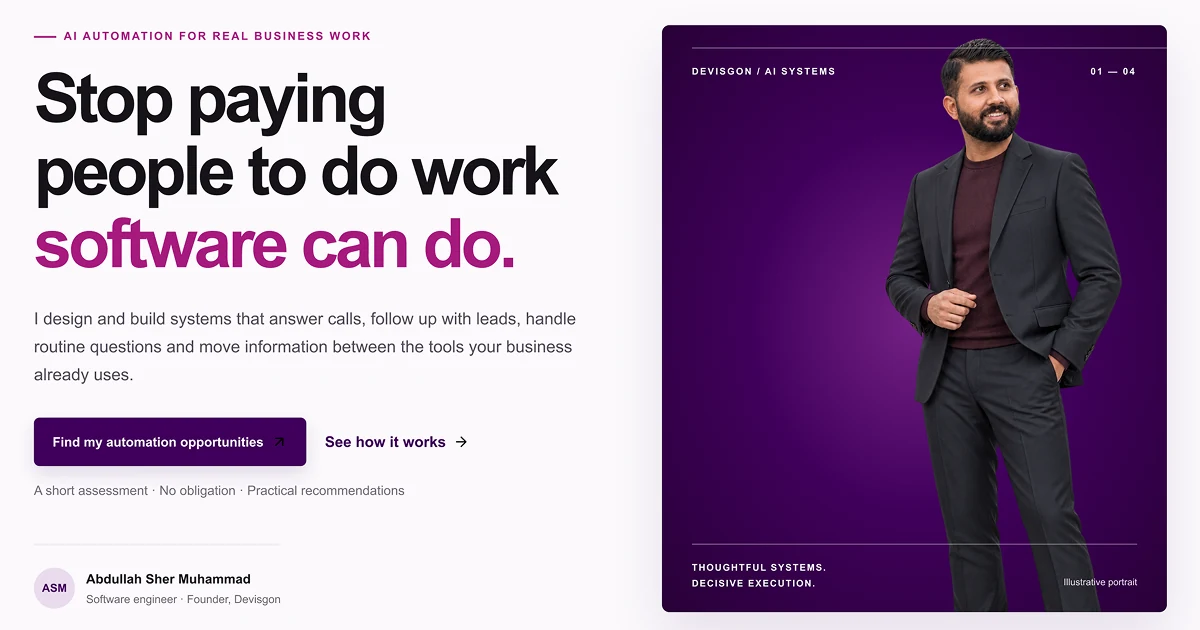 AI AUTOMATION FOR REAL BUSINESS WORK
Stop paying
people to do work
software can do.
I design and build systems that answer calls, follow up with leads, handle
routine questions and move information between the tools your business
already uses.
Find my automation opportunities ↗
See how it works →
A short assessment · No obligation · Practical recommendations
ASM
Abdullah Sher Muhammad
Software engineer · Founder, Devisgon
DEVISGON / AI SYSTEMS
01 — 04
THOUGHTFUL SYSTEMS.
DECISIVE EXECUTION.
Illustrative portrait